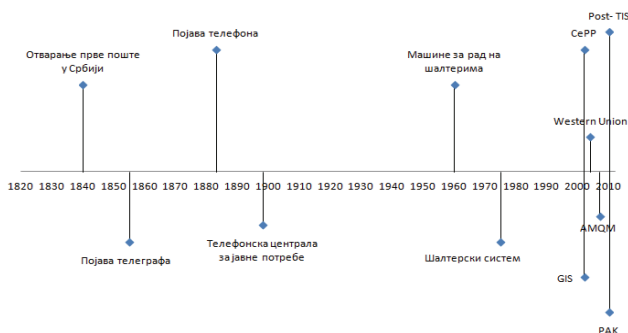 Post- TIS
Појава телефона
CePP
Отварање прве поште
у Србији
Машине за рад на
шалтерима
Western Union
1820 1830 1840 1850 1860 1870 1880 1890 1900 1910 1920 1930 1940 1950 1960 1970 1980 1990 2000 2010
AMQM
Појава телеграфа
Телефонска централа
за јавне потребе
Шалтерски систем
GIS
PAK